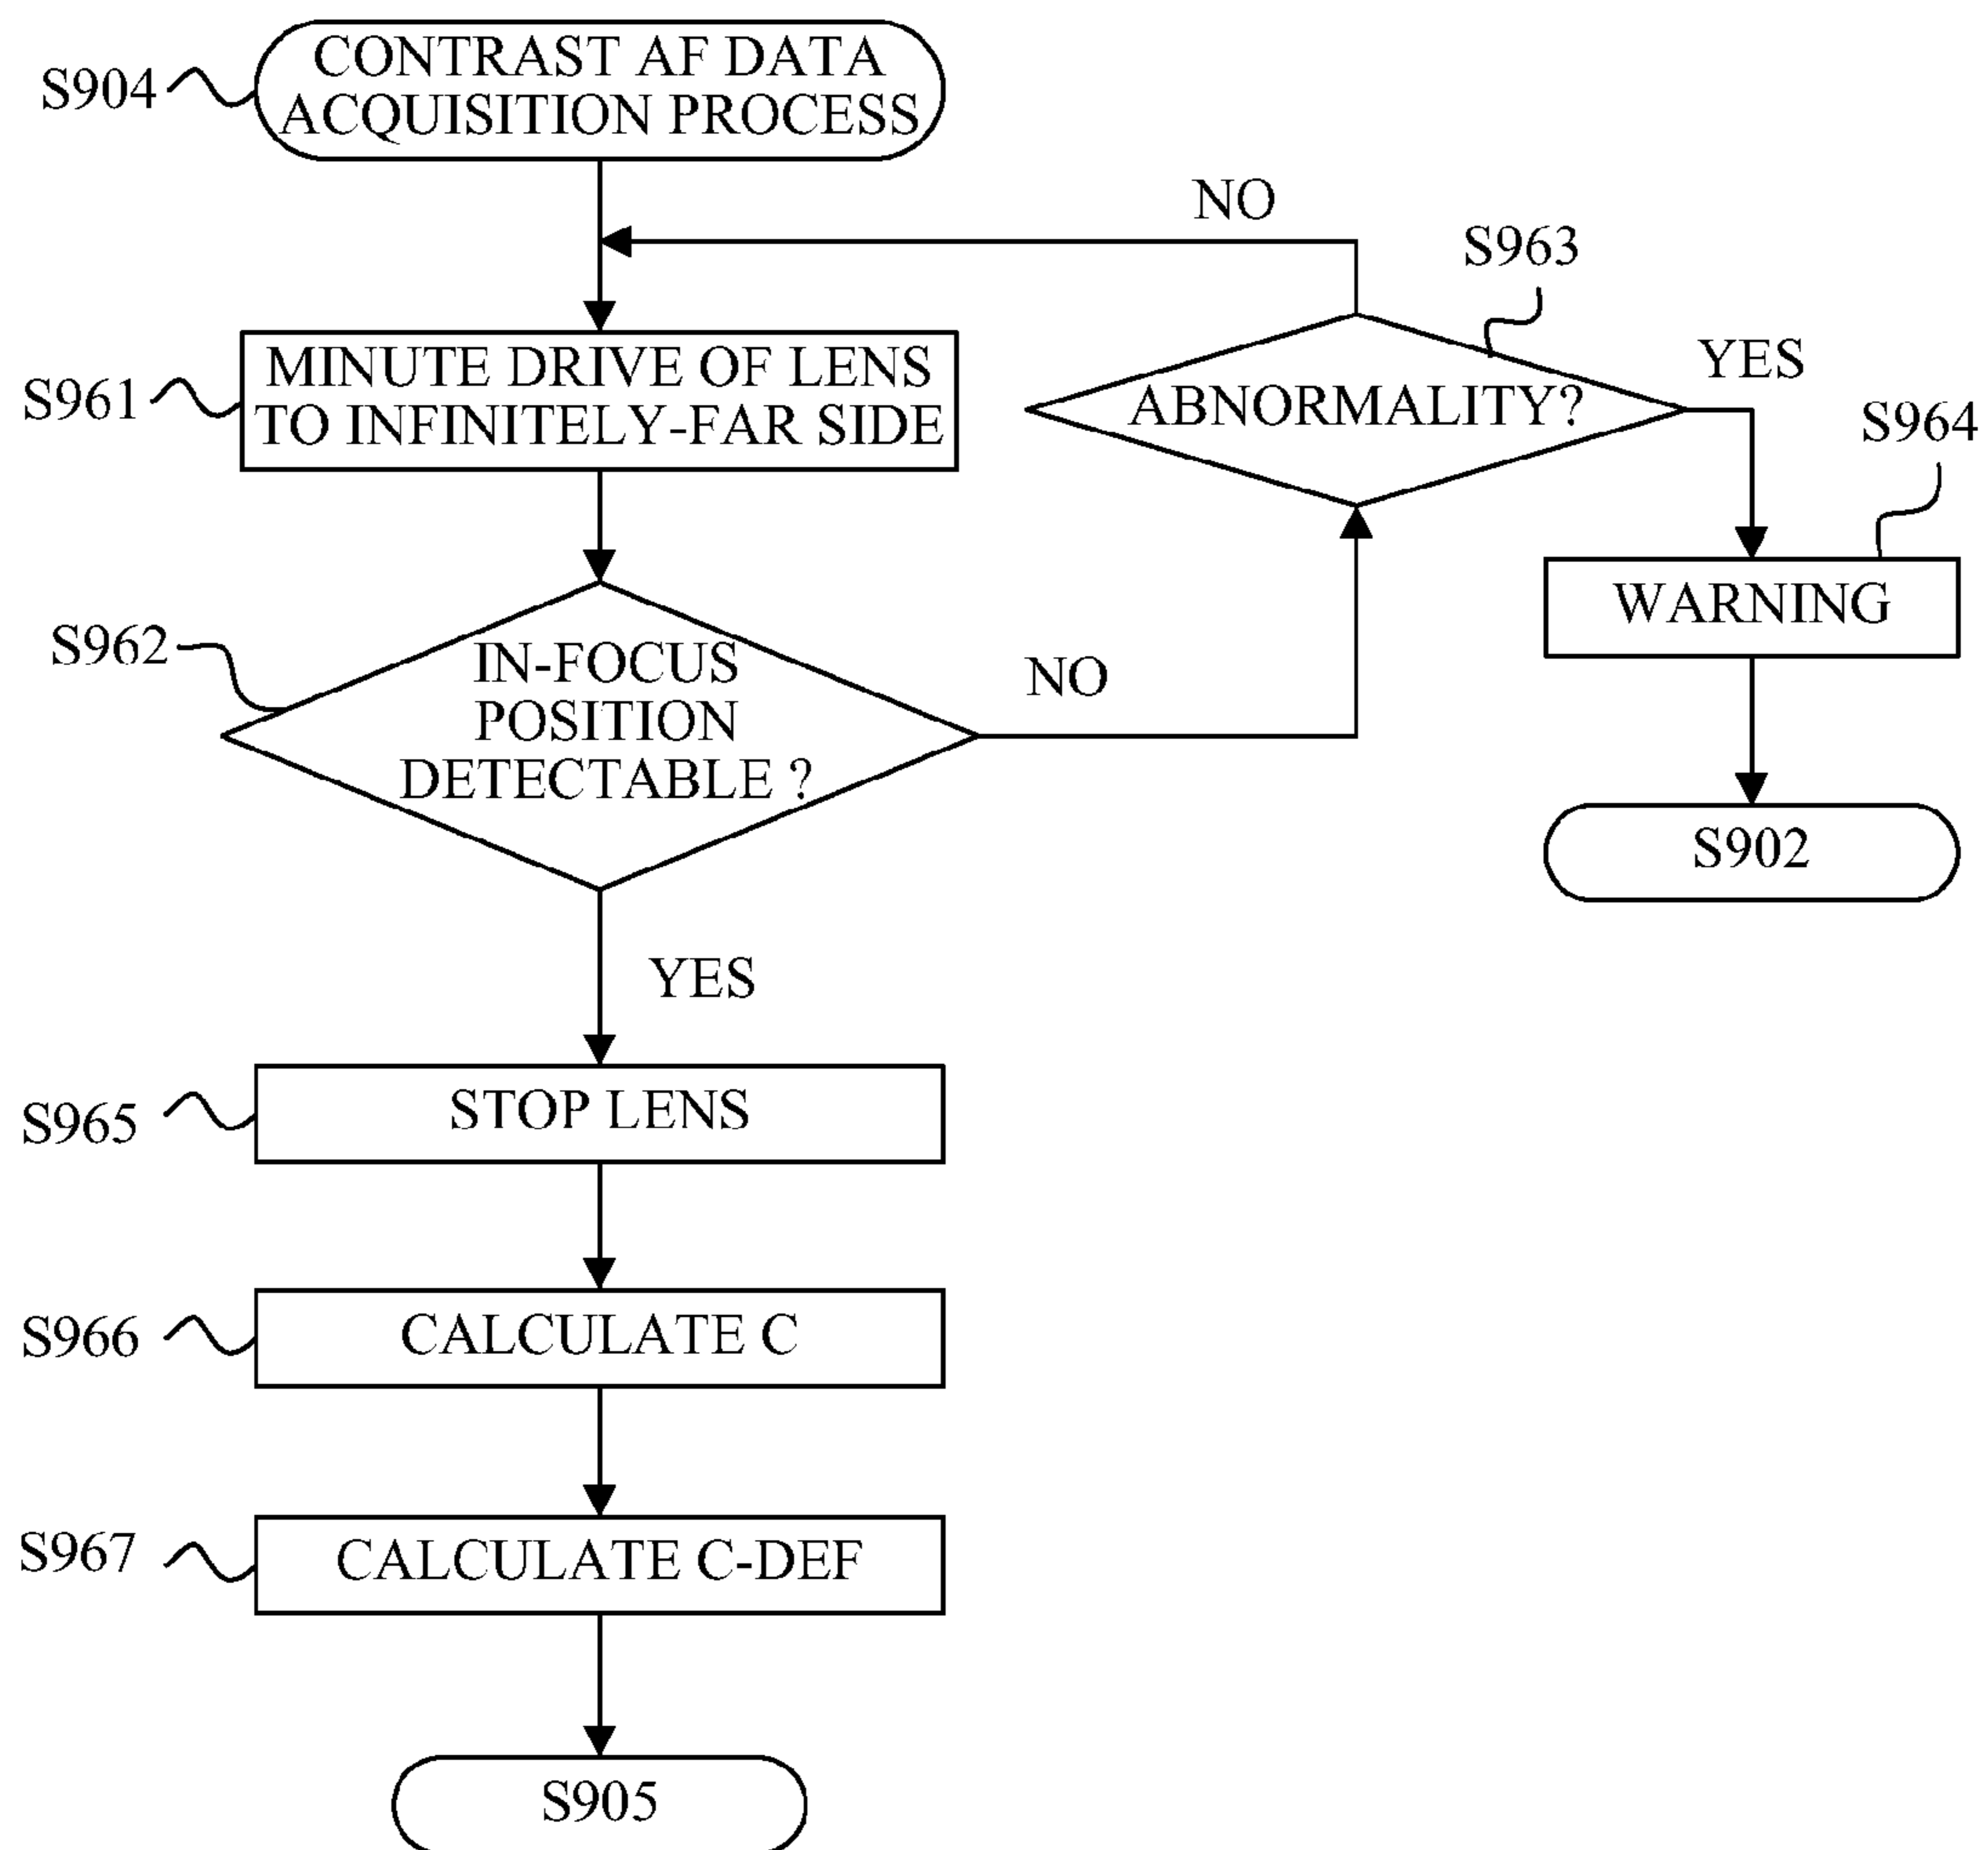 S904
CONTRAST AF DATA
ACQUISITION PROCESS
NO
S963
S961
MINUTE DRIVE OF LENS
TO INFINITELY-FAR SIDE
ABNORMALITY?
YES
S964
WARNING
S962
IN-FOCUS
POSITION
DETECTABLE ?
NO
S902
YES
S965
STOP LENS
S966
CALCULATE C
S967
CALCULATE C-DEF
S905